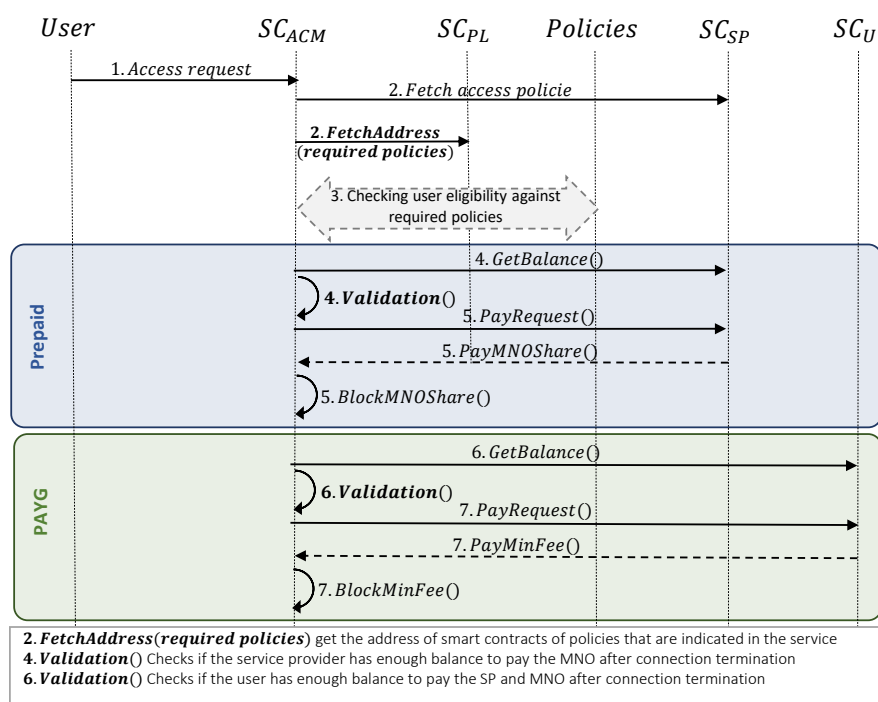 User SC_ACM SC_PL Policies SC_SP SC_U
1. Access request
2. Fetch access policie
2. FetchAddress
(required policies)
3. Checking user eligibility against
required policies
Prepaid
4. GetBalance()
4. Validation()
5. PayRequest()
5. PayMNOShare()
5. BlockMNOShare()
PAYG
6. GetBalance()
6. Validation()
7. PayRequest()
7. PayMinFee()
7. BlockMinFee()
2. FetchAddress(required policies) get the address of smart contracts of policies that are indicated in the service
4. Validation() Checks if the service provider has enough balance to pay the MNO after connection termination
6. Validation() Checks if the user has enough balance to pay the SP and MNO after connection termination